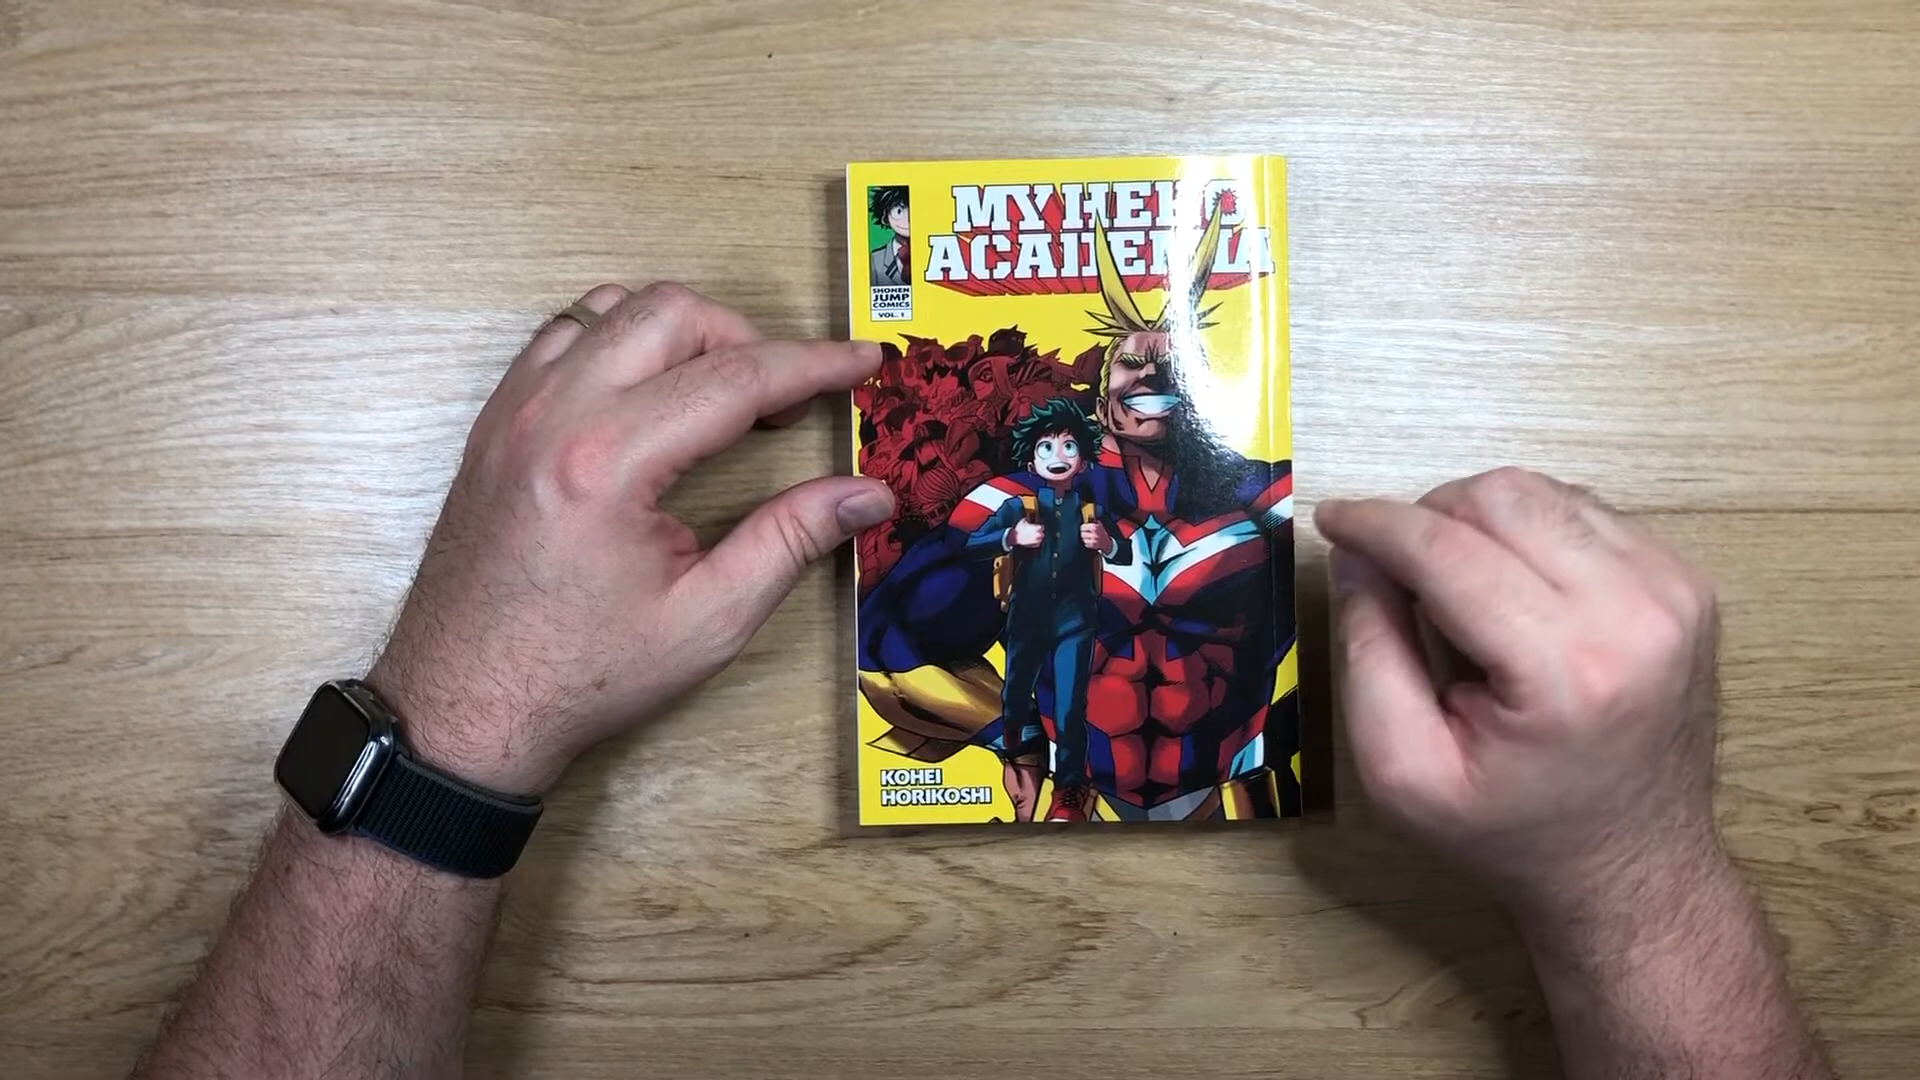 MY HERO
ACADEMIA
SHONEN
JUMP
COMICS
VOL. 1
KOHEI
HORIKOSHI